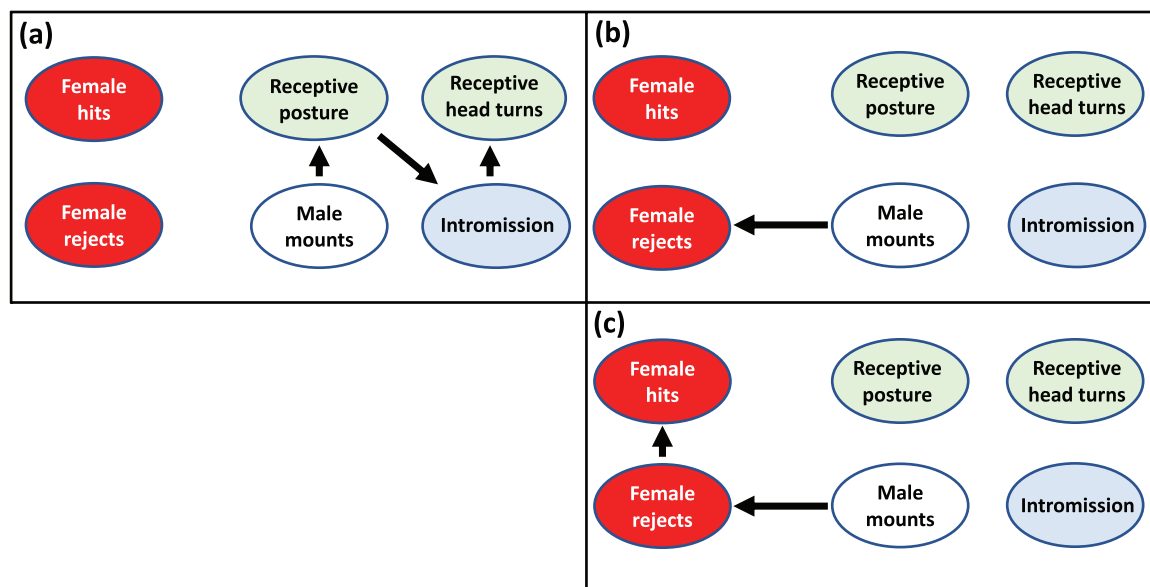 (a)
Female
hits
Receptive
posture
Receptive
head turns
Female
rejects
Male
mounts
Intromission
(b)
Female
hits
Receptive
posture
Receptive
head turns
Female
rejects
Male
mounts
Intromission
(c)
Female
hits
Receptive
posture
Receptive
head turns
Female
rejects
Male
mounts
Intromission